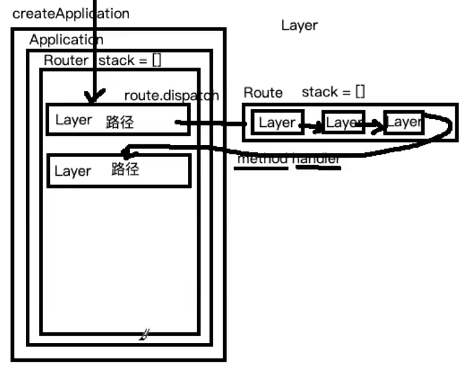 createApplication
Layer
Application
Router stack = []
route.dispatch
Route stack = []
Layer 路径
Layer Layer Layer
Layer 路径
method handler